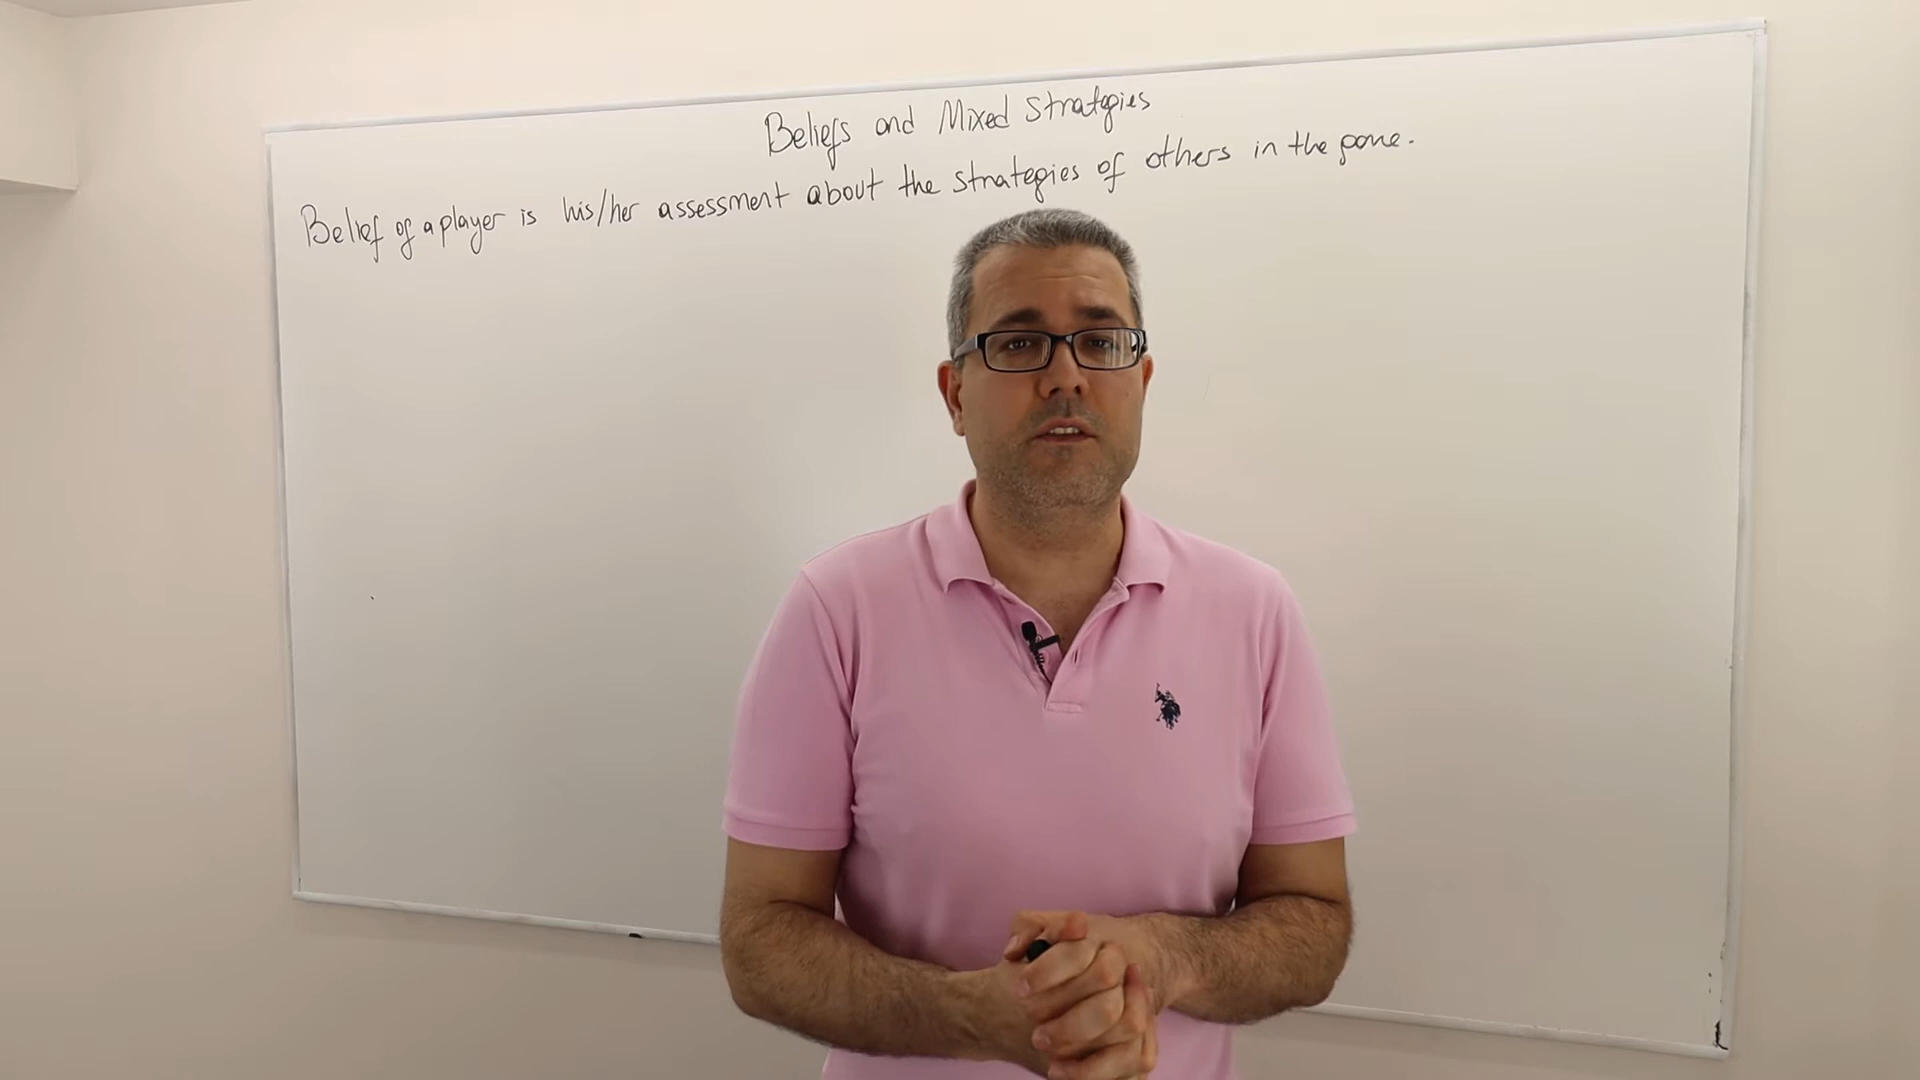 Beliefs and Mixed Strategies
Belief of a player is his/her assessment about the strategies of others in the game.